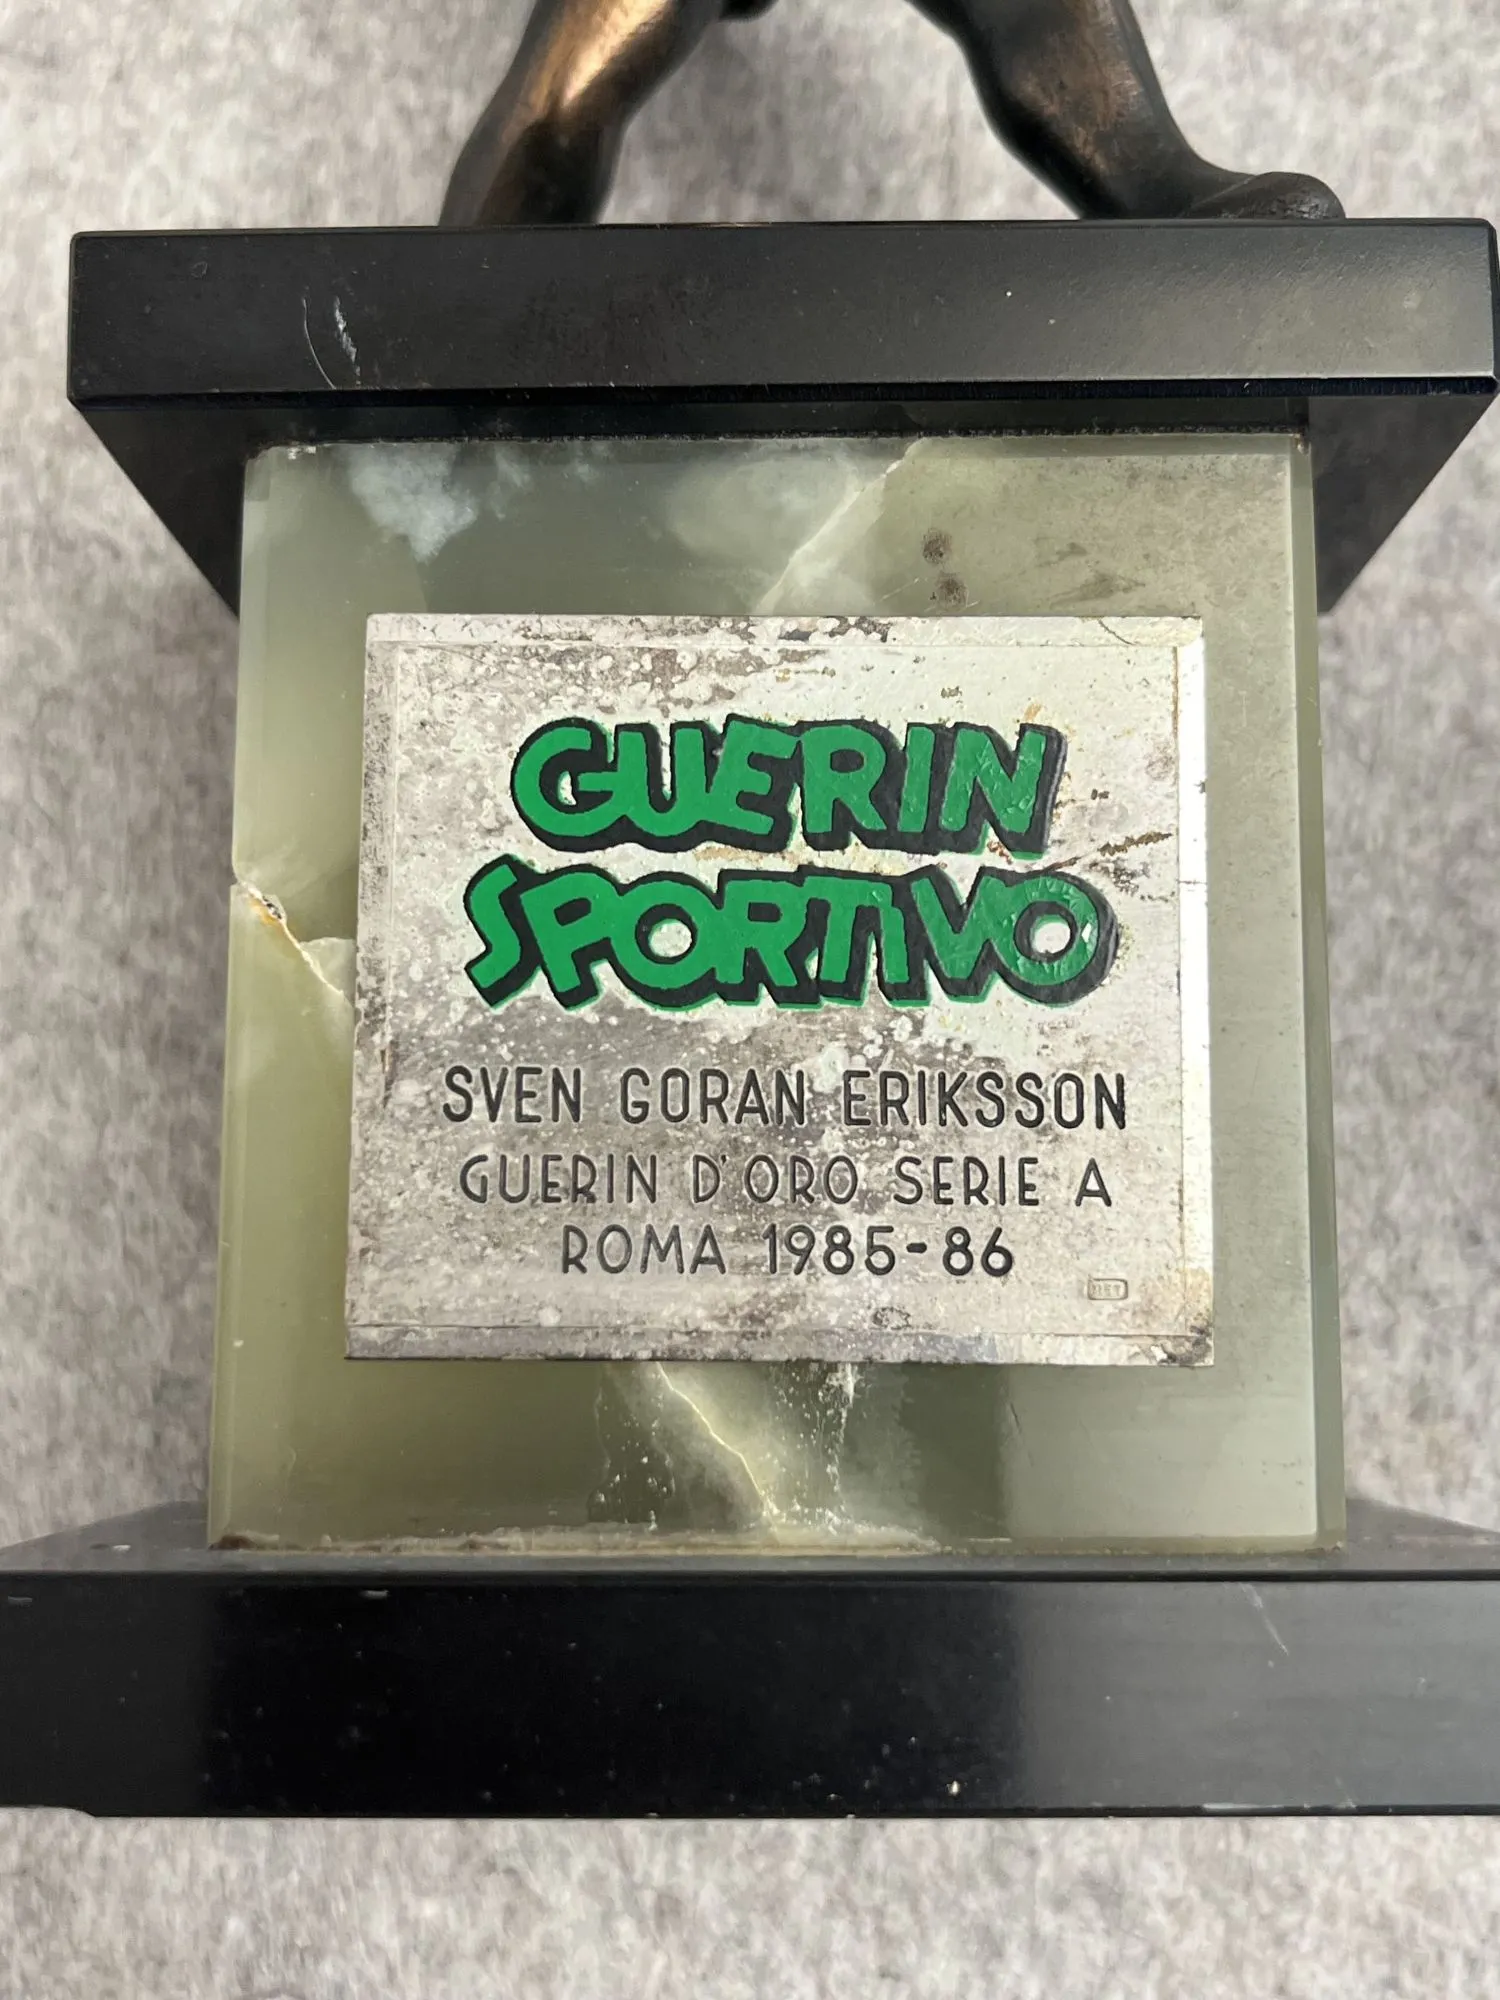 GUERIN
SPORTIVO
SVEN GORAN ERIKSSON
GUERIN D'ORO SERIE A
ROMA 1985-86